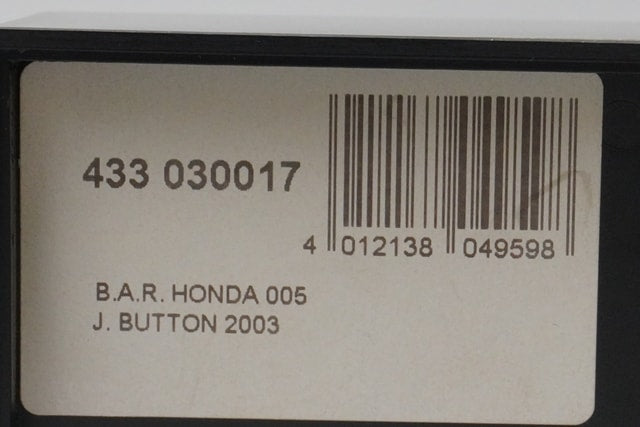 433 030017
4 012138 049598
B.A.R. HONDA 005
J. BUTTON 2003